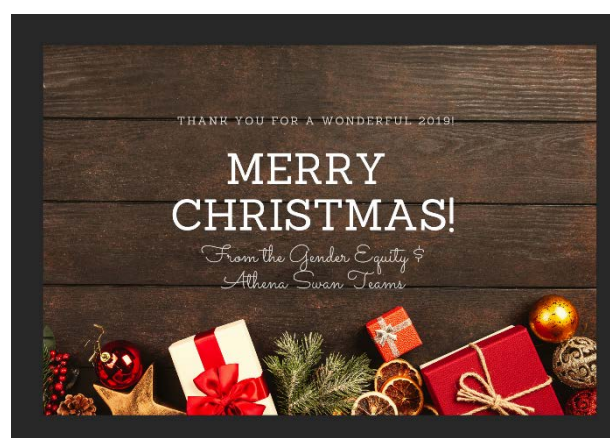 THANK YOU FOR A WONDERFUL 2019!
MERRY
CHRISTMAS!
From the Gender Equity &
Athena Swan Teams